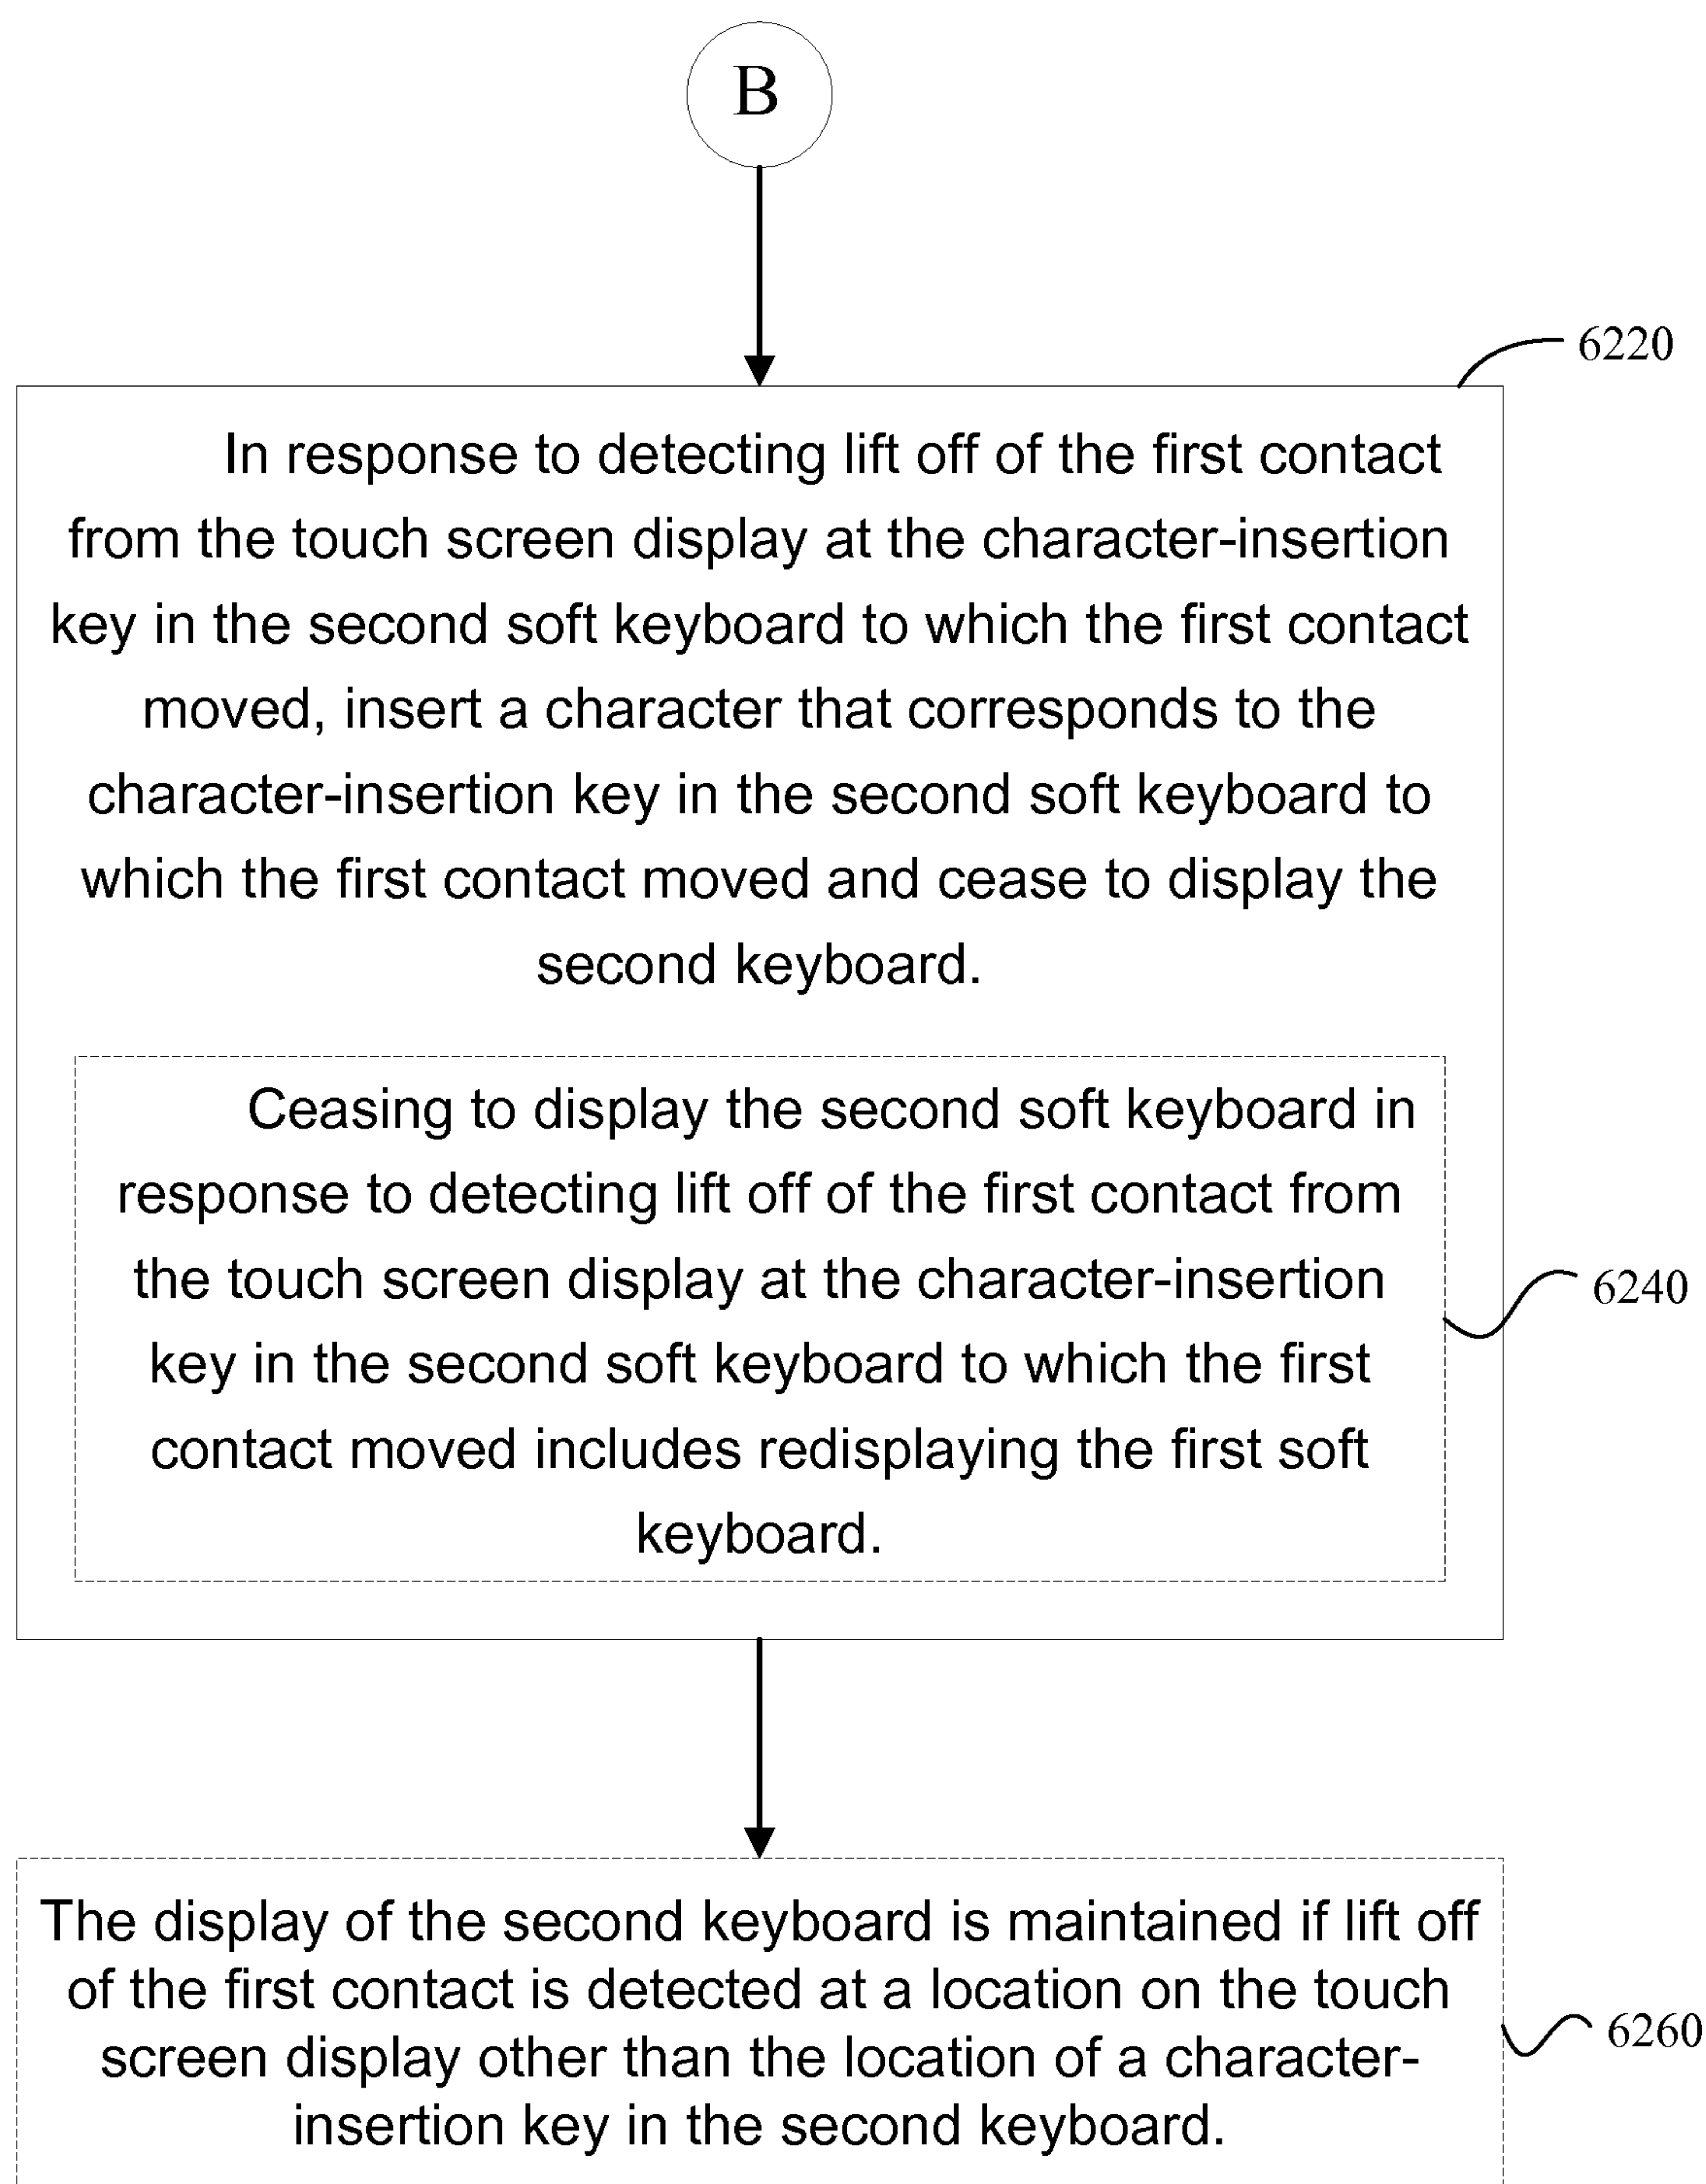 B
6220
In response to detecting lift off of the first contact
from the touch screen display at the character-insertion
key in the second soft keyboard to which the first contact
moved, insert a character that corresponds to the
character-insertion key in the second soft keyboard to
which the first contact moved and cease to display the
second keyboard.
Ceasing to display the second soft keyboard in
response to detecting lift off of the first contact from
the touch screen display at the character-insertion
key in the second soft keyboard to which the first
contact moved includes redisplaying the first soft
keyboard.
6240
The display of the second keyboard is maintained if lift off
of the first contact is detected at a location on the touch
screen display other than the location of a character-
insertion key in the second keyboard.
6260